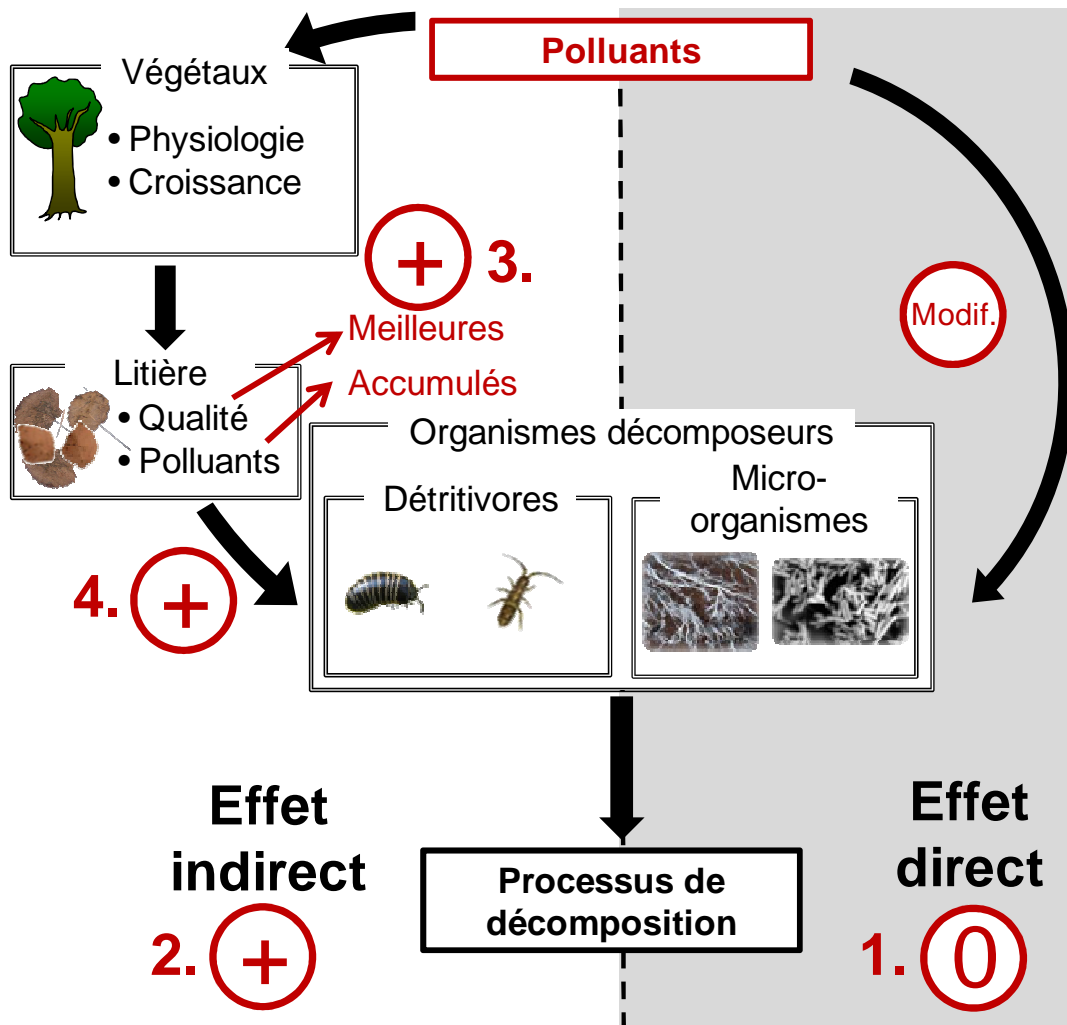 Polluants
Végétaux
• Physiologie
• Croissance
+ 3.
Meilleures
Accumulés
Modif.
Litière
• Qualité
• Polluants
Organismes décomposeurs
Détritivores
Micro-
organismes
4. +
Effet
indirect
2. +
Processus de
décomposition
Effet
direct
1. 0